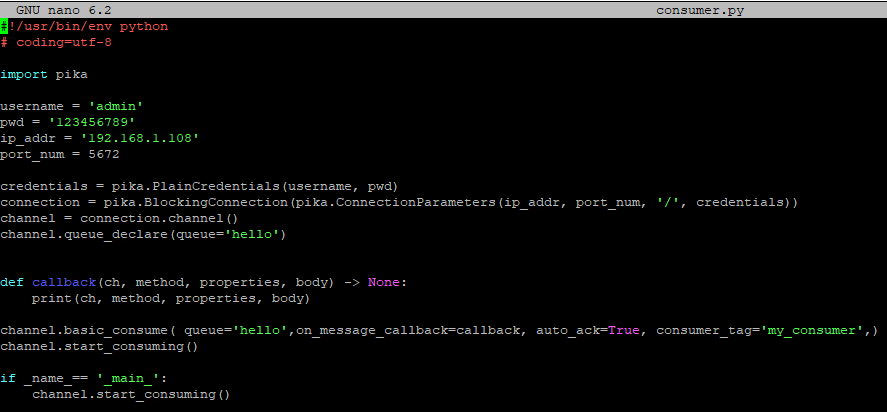 GNU nano 6.2 consumer.py
#!/usr/bin/env python
# coding=utf-8
import pika
username = 'admin'
pwd = '123456789'
ip_addr = '192.168.1.108'
port_num = 5672
credentials = pika.PlainCredentials(username, pwd)
connection = pika.BlockingConnection(pika.ConnectionParameters(ip_addr, port_num, '/', credentials))
channel = connection.channel()
channel.queue_declare(queue='hello')
def callback(ch, method, properties, body) -> None:
    print(ch, method, properties, body)
channel.basic_consume( queue='hello',on_message_callback=callback, auto_ack=True, consumer_tag='my_consumer',)
channel.start_consuming()
if _name_== '_main_':
    channel.start_consuming()